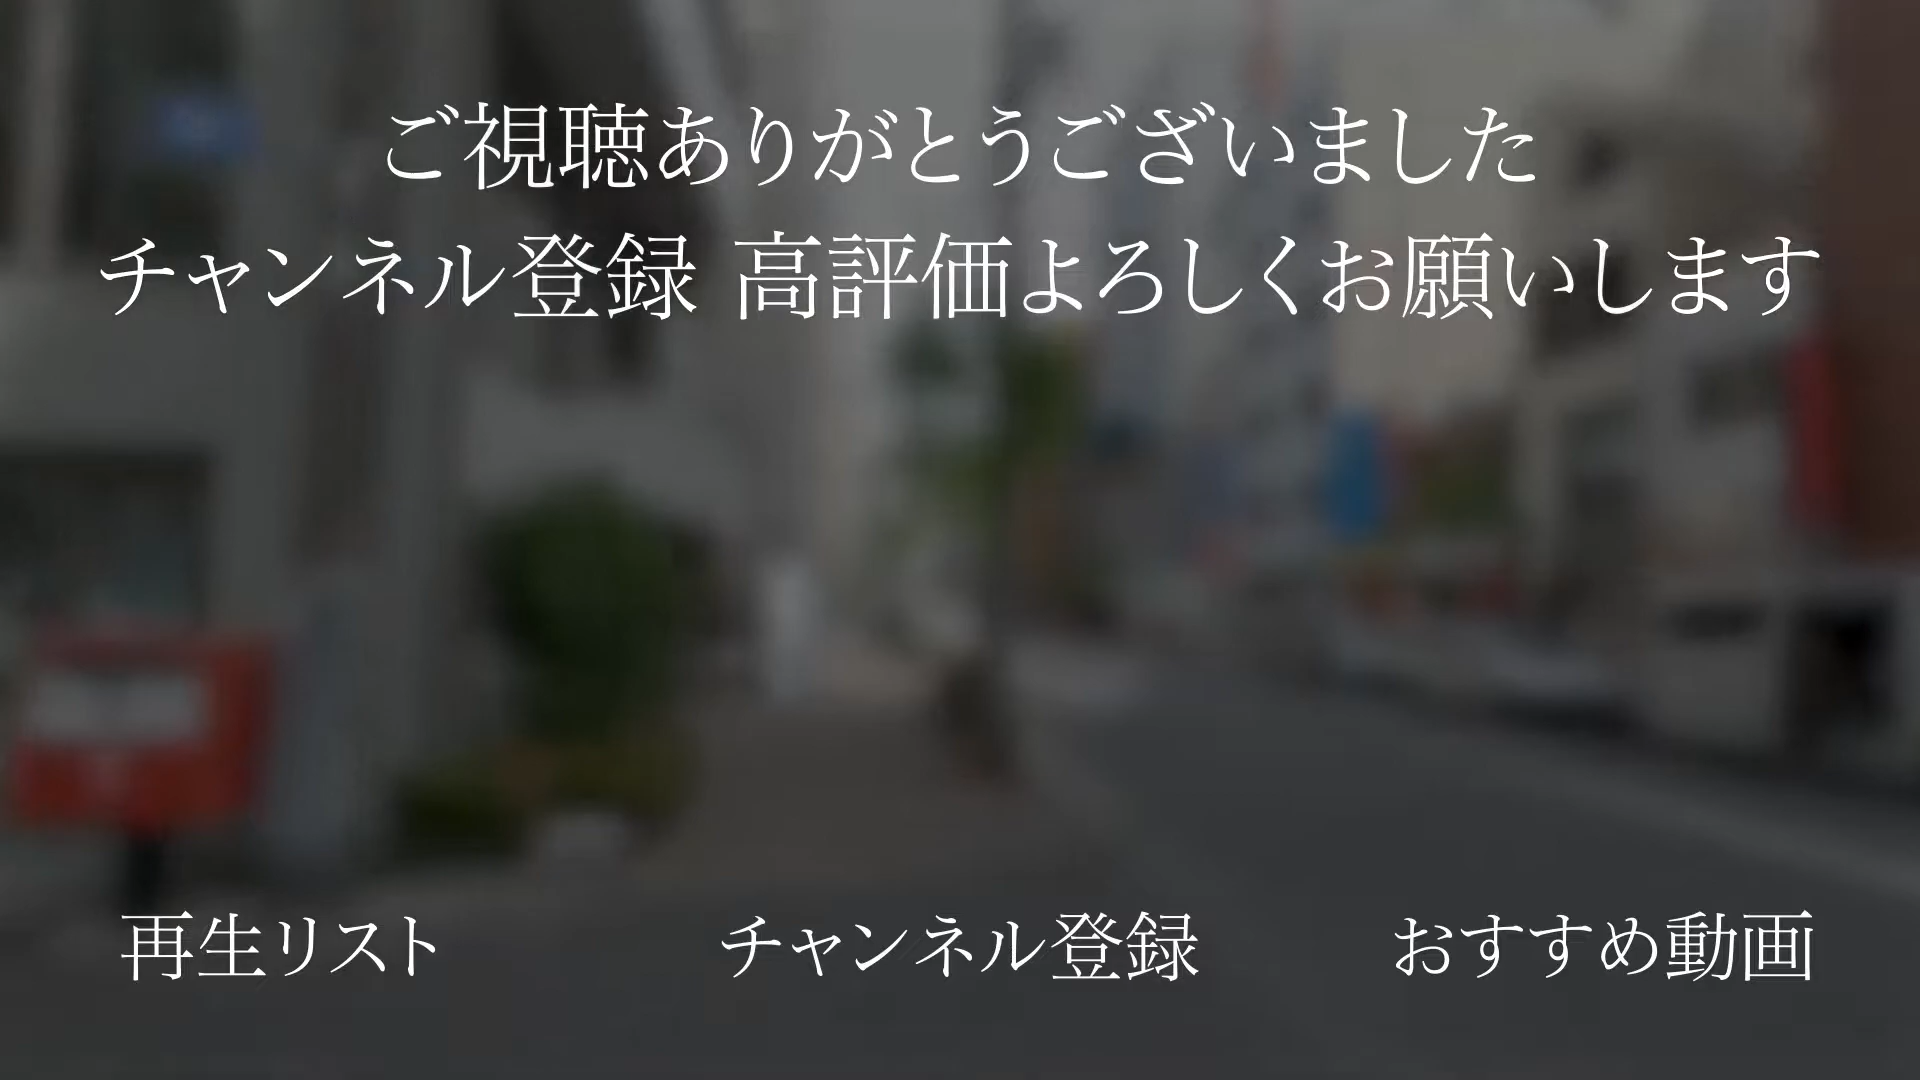 ご視聴ありがとうございました
チャンネル登録 高評価よろしくお願いします
再生リスト
チャンネル登録
おすすめ動画